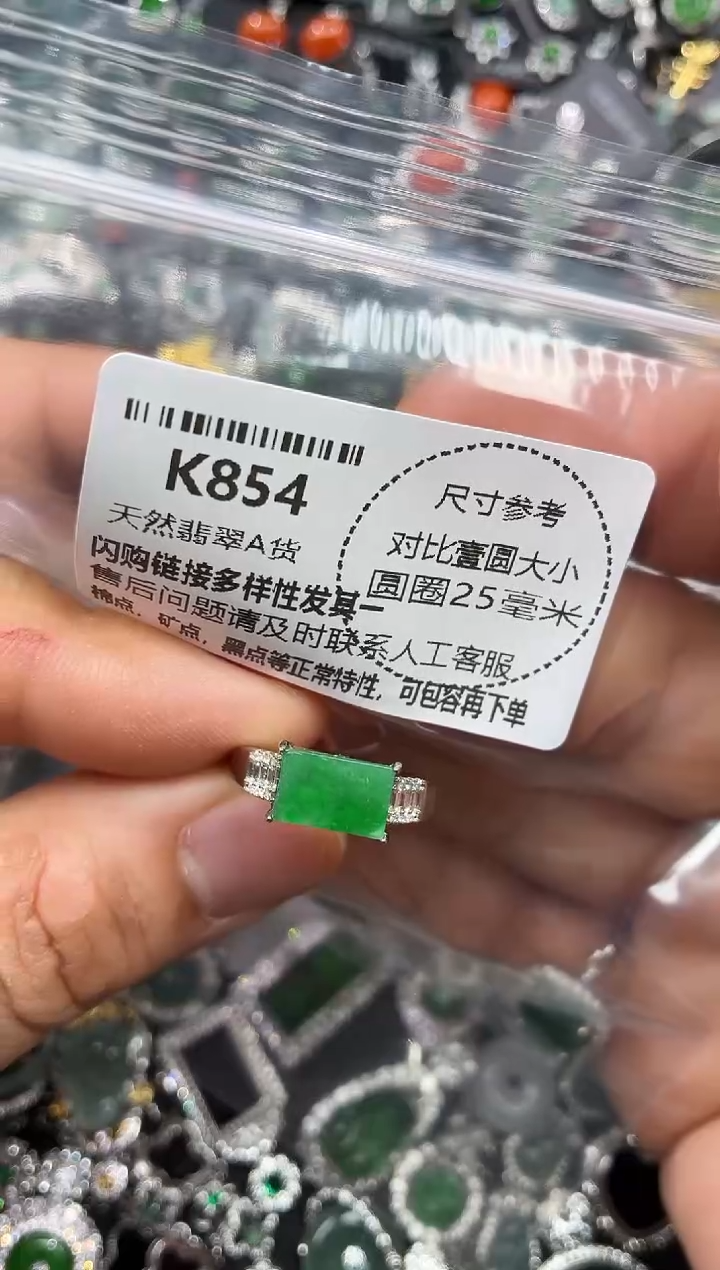 K854
天然翡翠A货
闪购链接多样性发其一
售后问题请及时联系人工客服
棉点，矿点，黑点等正常特性，可包容再下单
尺寸参考
对比壹圆大小
圆圈25毫米